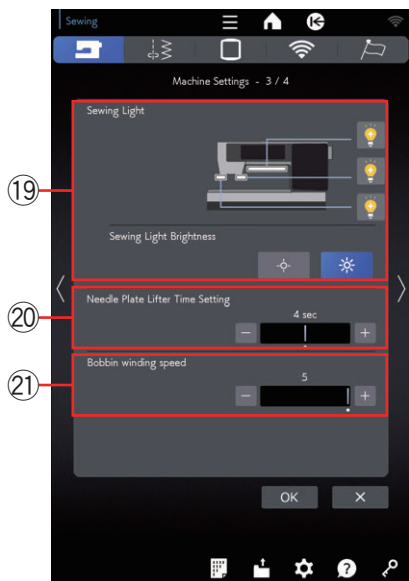 Sewing
Machine Settings - 3 / 4
Sewing Light
Sewing Light Brightness
Needle Plate Lifter Time Setting
4 sec
Bobbin winding speed
5
OK
⑲
⑳
㉑